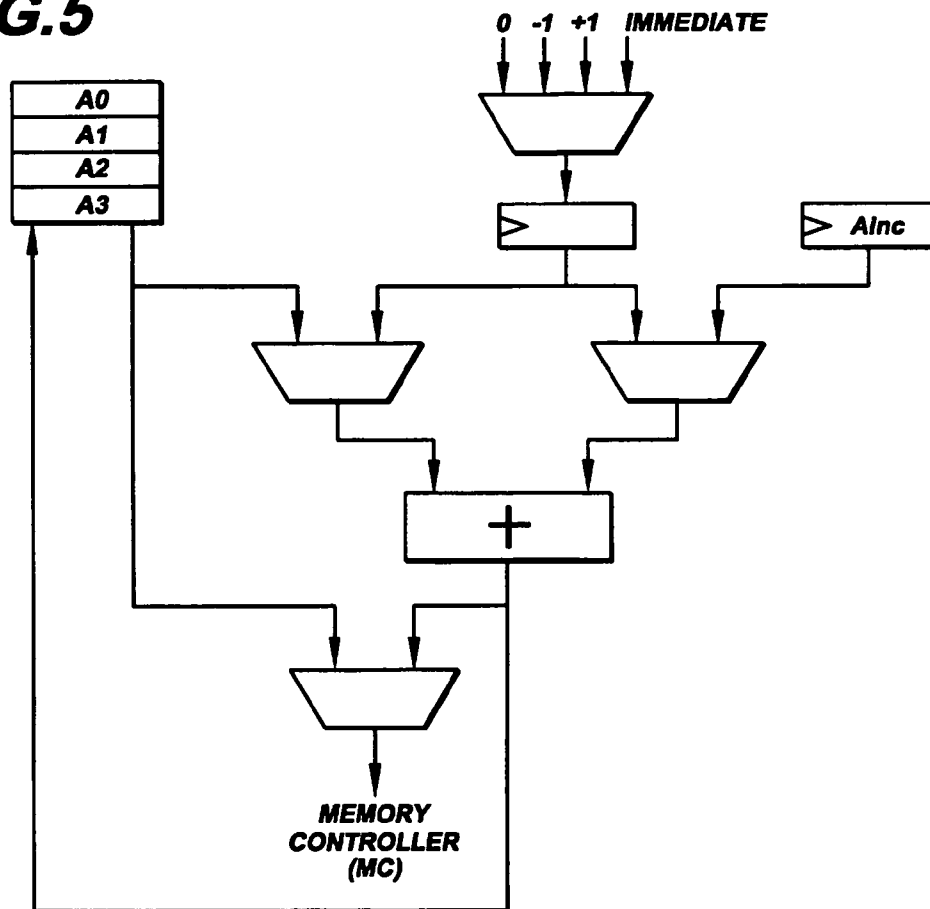 G.5
0 -1 +1 IMMEDIATE
A0
A1
A2
A3
AInc
+
MEMORY
CONTROLLER
(MC)